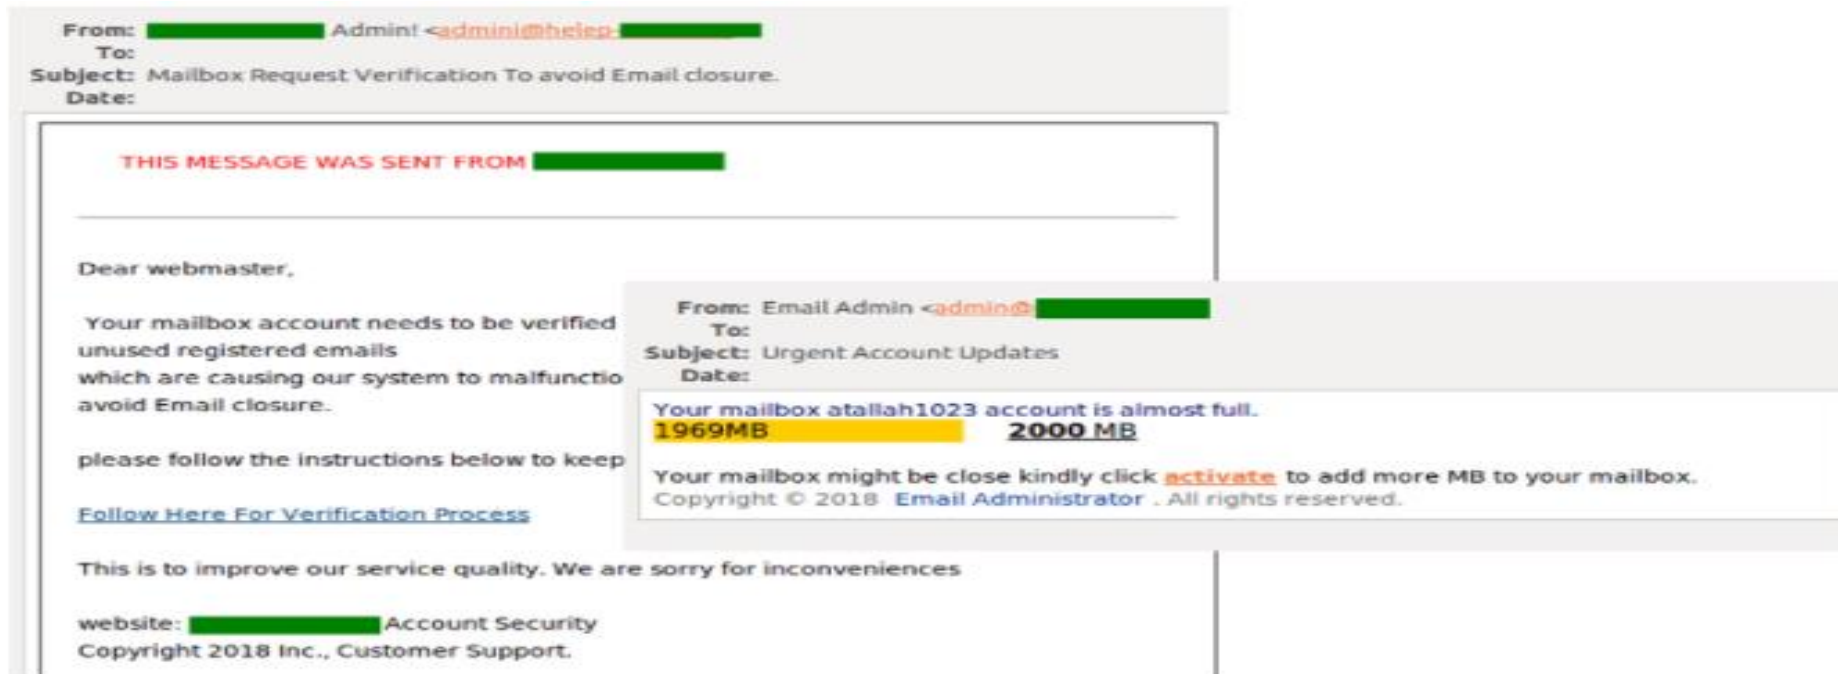 From: Admin! <admini@helep-
To:
Subject: Mailbox Request Verification To avoid Email closure.
Date:
THIS MESSAGE WAS SENT FROM
Dear webmaster,
Your mailbox account needs to be verified
unused registered emails
which are causing our system to malfunctio
avoid Email closure.
please follow the instructions below to keep
Follow Here For Verification Process
This is to improve our service quality. We are sorry for inconveniences
website: Account Security
Copyright 2018 Inc., Customer Support.
From: Email Admin <admin@
To:
Subject: Urgent Account Updates
Date:
Your mailbox atallah1023 account is almost full.
1969MB 2000 MB
Your mailbox might be close kindly click activate to add more MB to your mailbox.
Copyright © 2018 Email Administrator . All rights reserved.